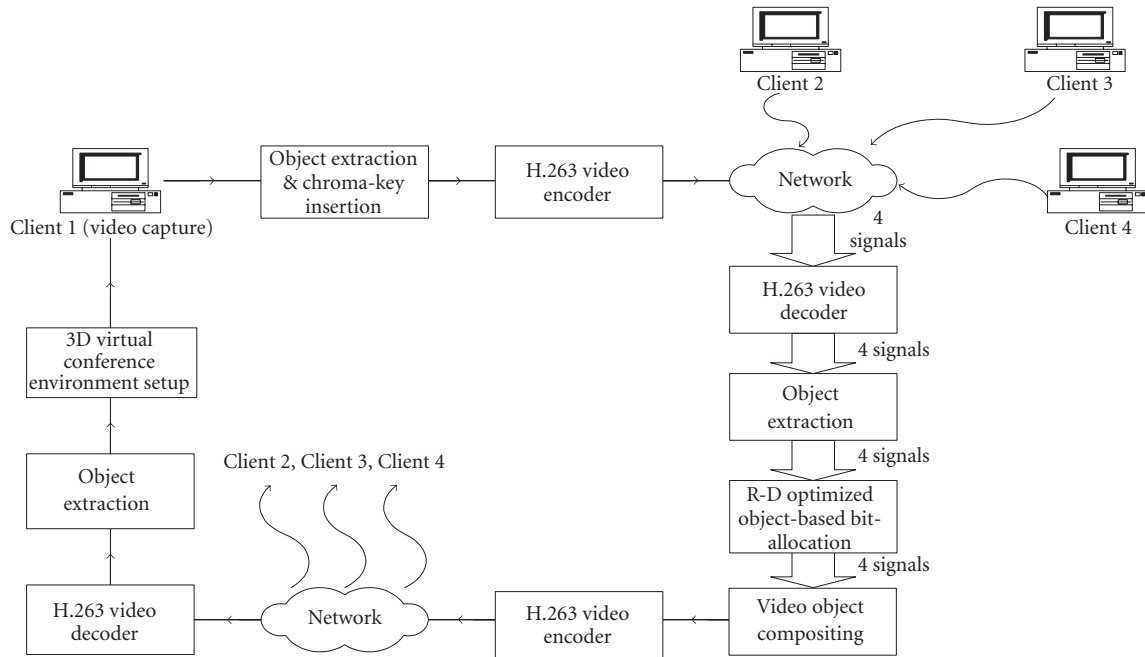 Client 2
Client 3
Object extraction
& chroma-key
insertion
H.263 video
encoder
Network
Client 1 (video capture)
Client 4
4
signals
H.263 video
decoder
4 signals
3D virtual
conference
environment setup
Object
extraction
4 signals
Client 2, Client 3, Client 4
Object
extraction
R-D optimized
object-based bit-
allocation
4 signals
H.263 video
decoder
Network
H.263 video
encoder
Video object
compositing